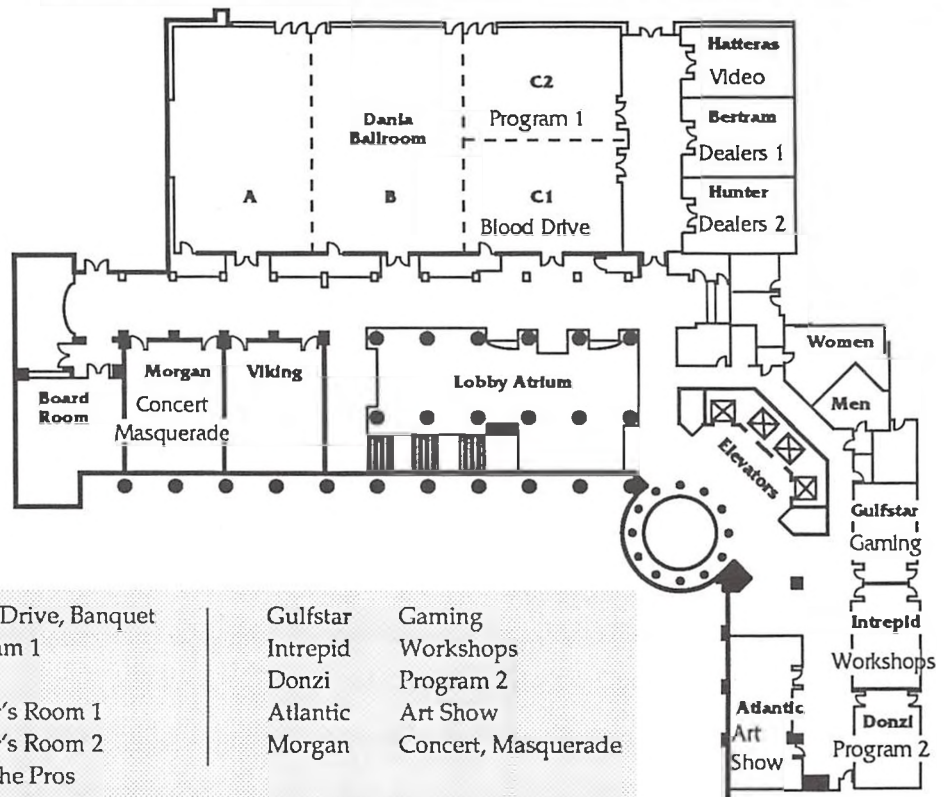 Hatteras
Video
C2
Program 1
Dania
Ballroom
Bertram
Dealers 1
A
B
C1
Blood Drive
Hunter
Dealers 2
Women
Men
Morgan
Concert
Masquerade
Viking
Lobby Atrium
Board
Room
Elevators
Gulfstar
Gaming
Intrepid
Workshops
Atlantic
Art
Show
Donzi
Program 2
Drive, Banquet
am 1
's Room 1
's Room 2
he Pros
Gulfstar Gaming
Intrepid Workshops
Donzi Program 2
Atlantic Art Show
Morgan Concert, Masquerade